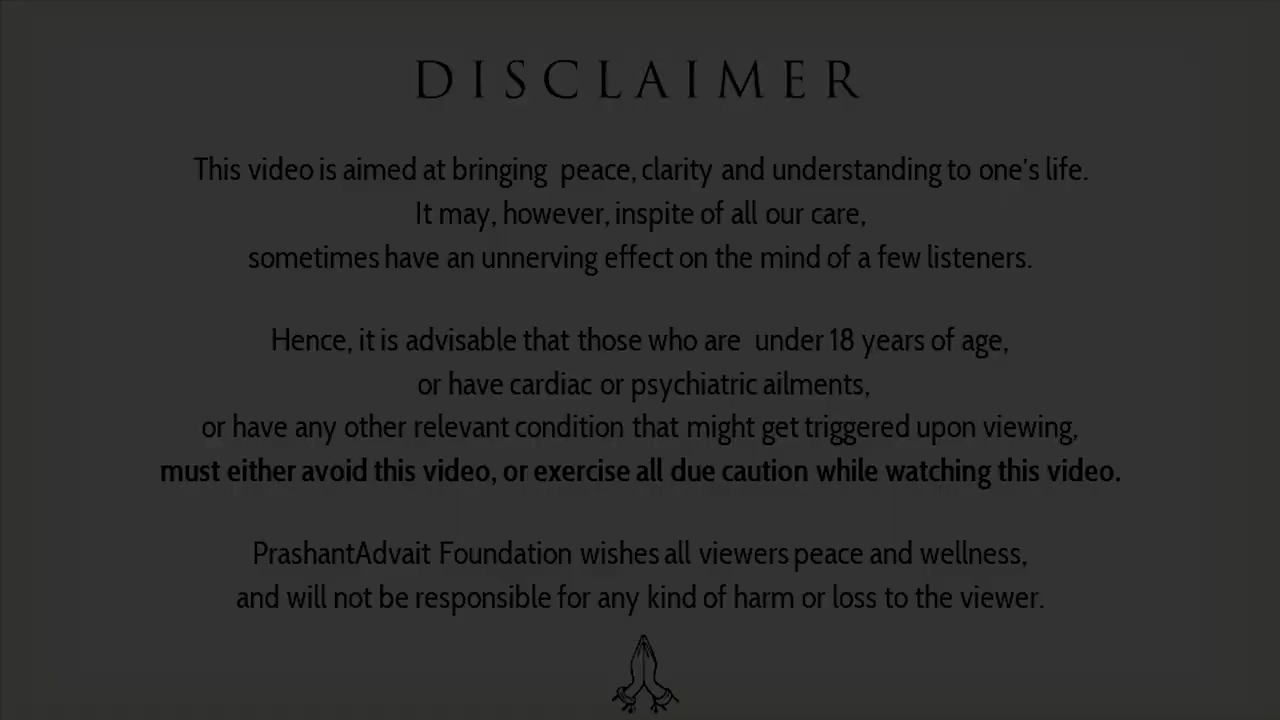 DISCLAIMER
This video is aimed at bringing peace, clarity and understanding to one's life.
It may, however, inspite of all our care,
sometimes have an unnerving effect on the mind of a few listeners.
Hence, it is advisable that those who are under 18 years of age,
or have cardiac or psychiatric ailments,
or have any other relevant condition that might get triggered upon viewing,
must either avoid this video, or exercise all due caution while watching this video.
PrashantAdvait Foundation wishes all viewers peace and wellness,
and will not be responsible for any kind of harm or loss to the viewer.